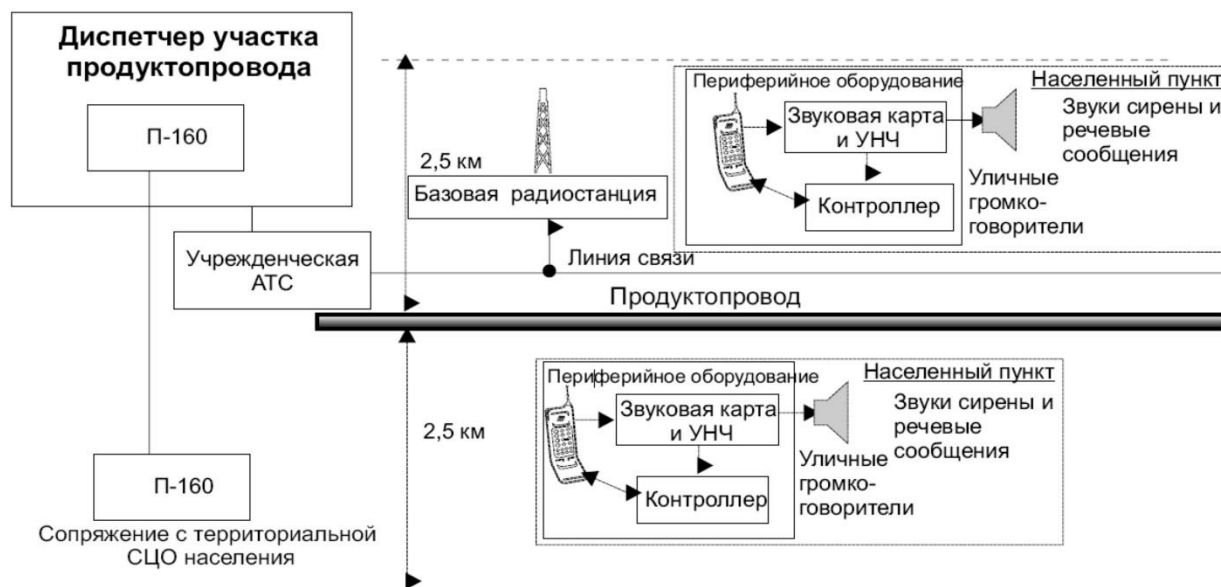 Диспетчер участка
продуктопровода
П-160
Учрежденческая
АТС
П-160
Сопряжение с территориальной
СЦО населения
2,5 км
Базовая радиостанция
Линия связи
Периферийное оборудование
Звуковая карта
и УНЧ
Контроллер
Населенный пункт
Звуки сирены и
речевые
сообщения
Уличные
громко-
говорители
Продуктопровод
2,5 км
Периферийное оборудование
Звуковая карта
и УНЧ
Контроллер
Населенный пункт
Звуки сирены и
речевые
сообщения
Уличные
громко-
говорители